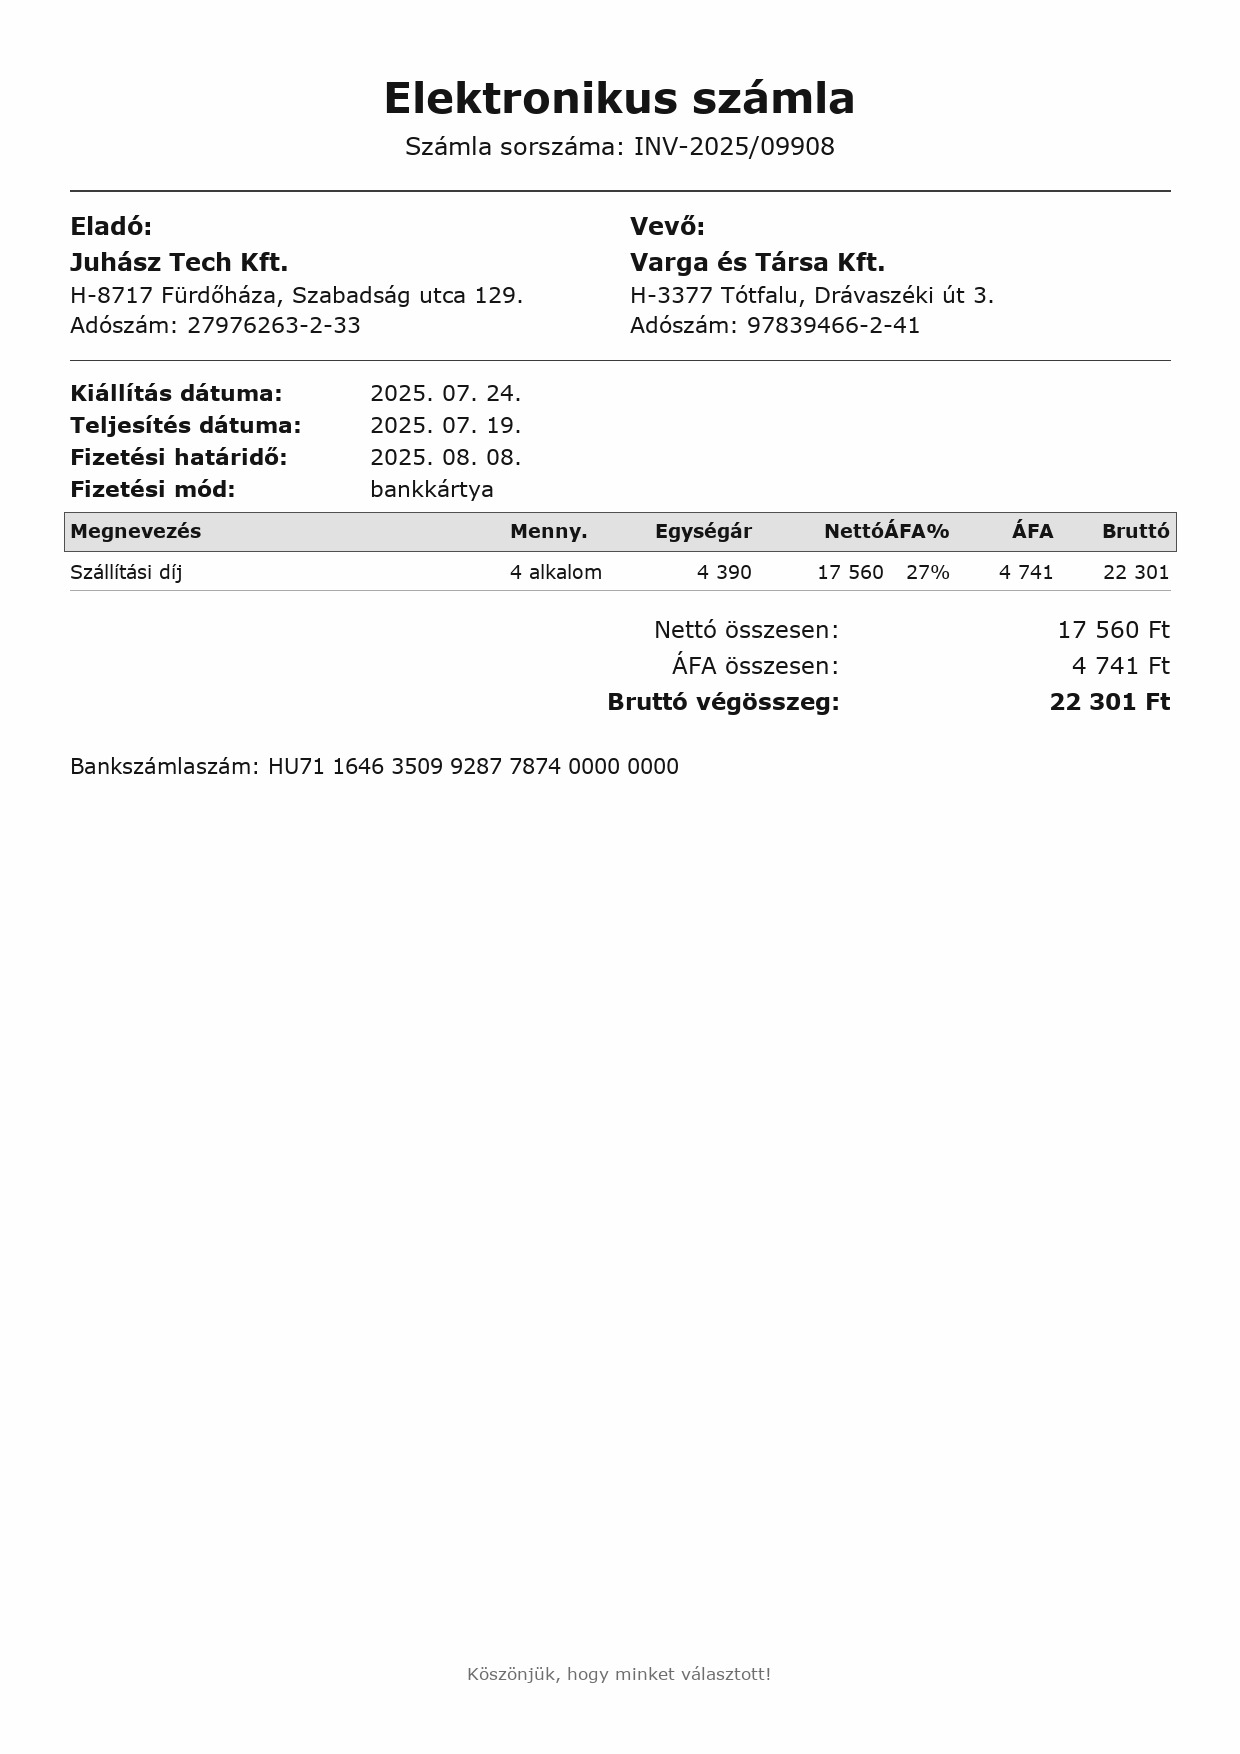 Elektronikus számla
Számla sorszáma: INV-2025/09908
Eladó:
Juhász Tech Kft.
H-8717 Fürdőháza, Szabadság utca 129.
Adószám: 27976263-2-33
Vevő:
Varga és Társa Kft.
H-3377 Tótfalu, Drávaszéki út 3.
Adószám: 97839466-2-41
Kiállítás dátuma: 2025. 07. 24.
Teljesítés dátuma: 2025. 07. 19.
Fizetési határidő: 2025. 08. 08.
Fizetési mód: bankkártya
Megnevezés Menny. Egységár Nettó ÁFA% ÁFA Bruttó
Szállítási díj 4 alkalom 4 390 17 560 27% 4 741 22 301
Nettó összesen: 17 560 Ft
ÁFA összesen: 4 741 Ft
Bruttó végösszeg: 22 301 Ft
Bankszámlaszám: HU71 1646 3509 9287 7874 0000 0000
Köszönjük, hogy minket választott!